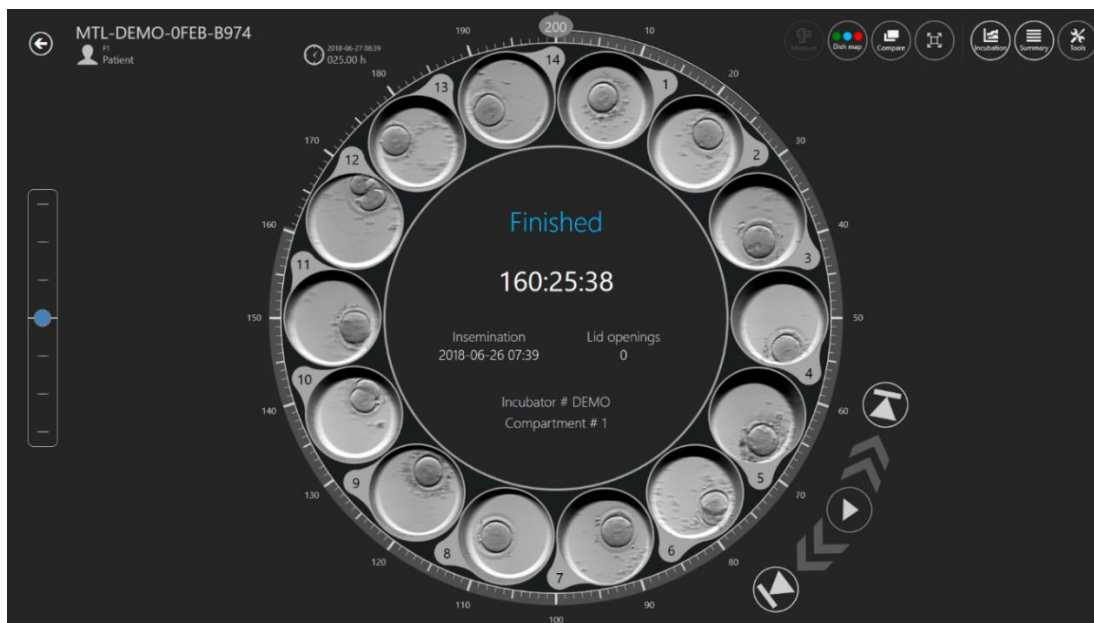 MTL-DEMO-0FEB-B974
P1
Patient
2018-06-27 08:39
025.00 h
Measure
Dish map
Compare
Incubation
Summary
Tools
200
10
20
30
40
50
60
70
80
90
100
110
120
130
140
150
160
170
180
190
1
2
3
4
5
6
7
8
9
10
11
12
13
14
Finished
160:25:38
Insemination
2018-06-26 07:39
Lid openings
0
Incubator # DEMO
Compartment # 1